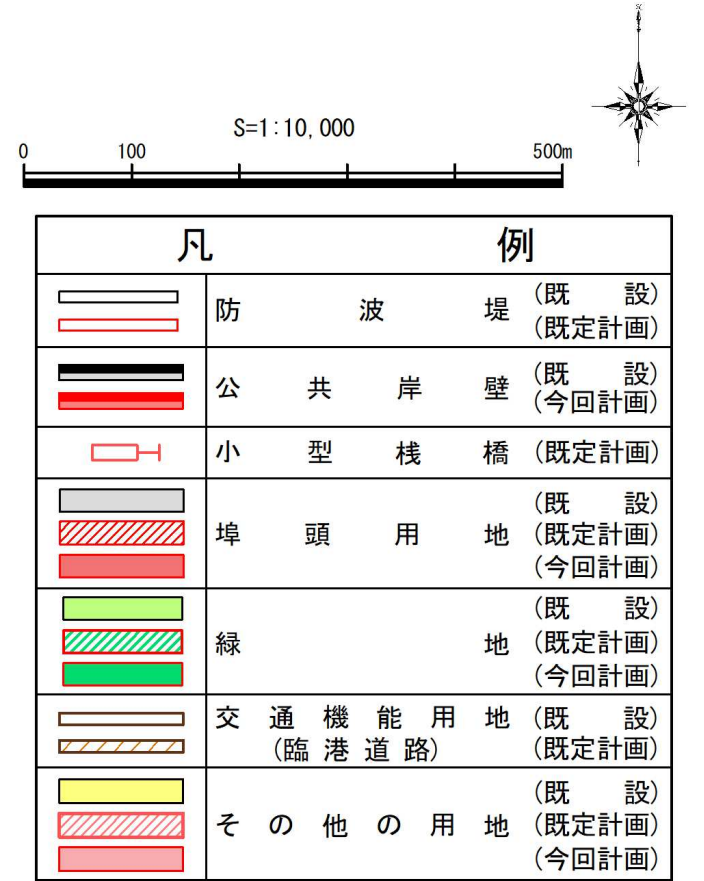 S=1:10,000
0 100 500m
凡例
防波堤 (既設)
(既定計画)
公共岸壁 (既設)
(今回計画)
小型桟橋 (既定計画)
埠頭用地 (既設)
(既定計画)
(今回計画)
緑地 (既設)
(既定計画)
(今回計画)
交通機能用地 (既設)
(臨港道路) (既定計画)
その他の用地 (既設)
(既定計画)
(今回計画)